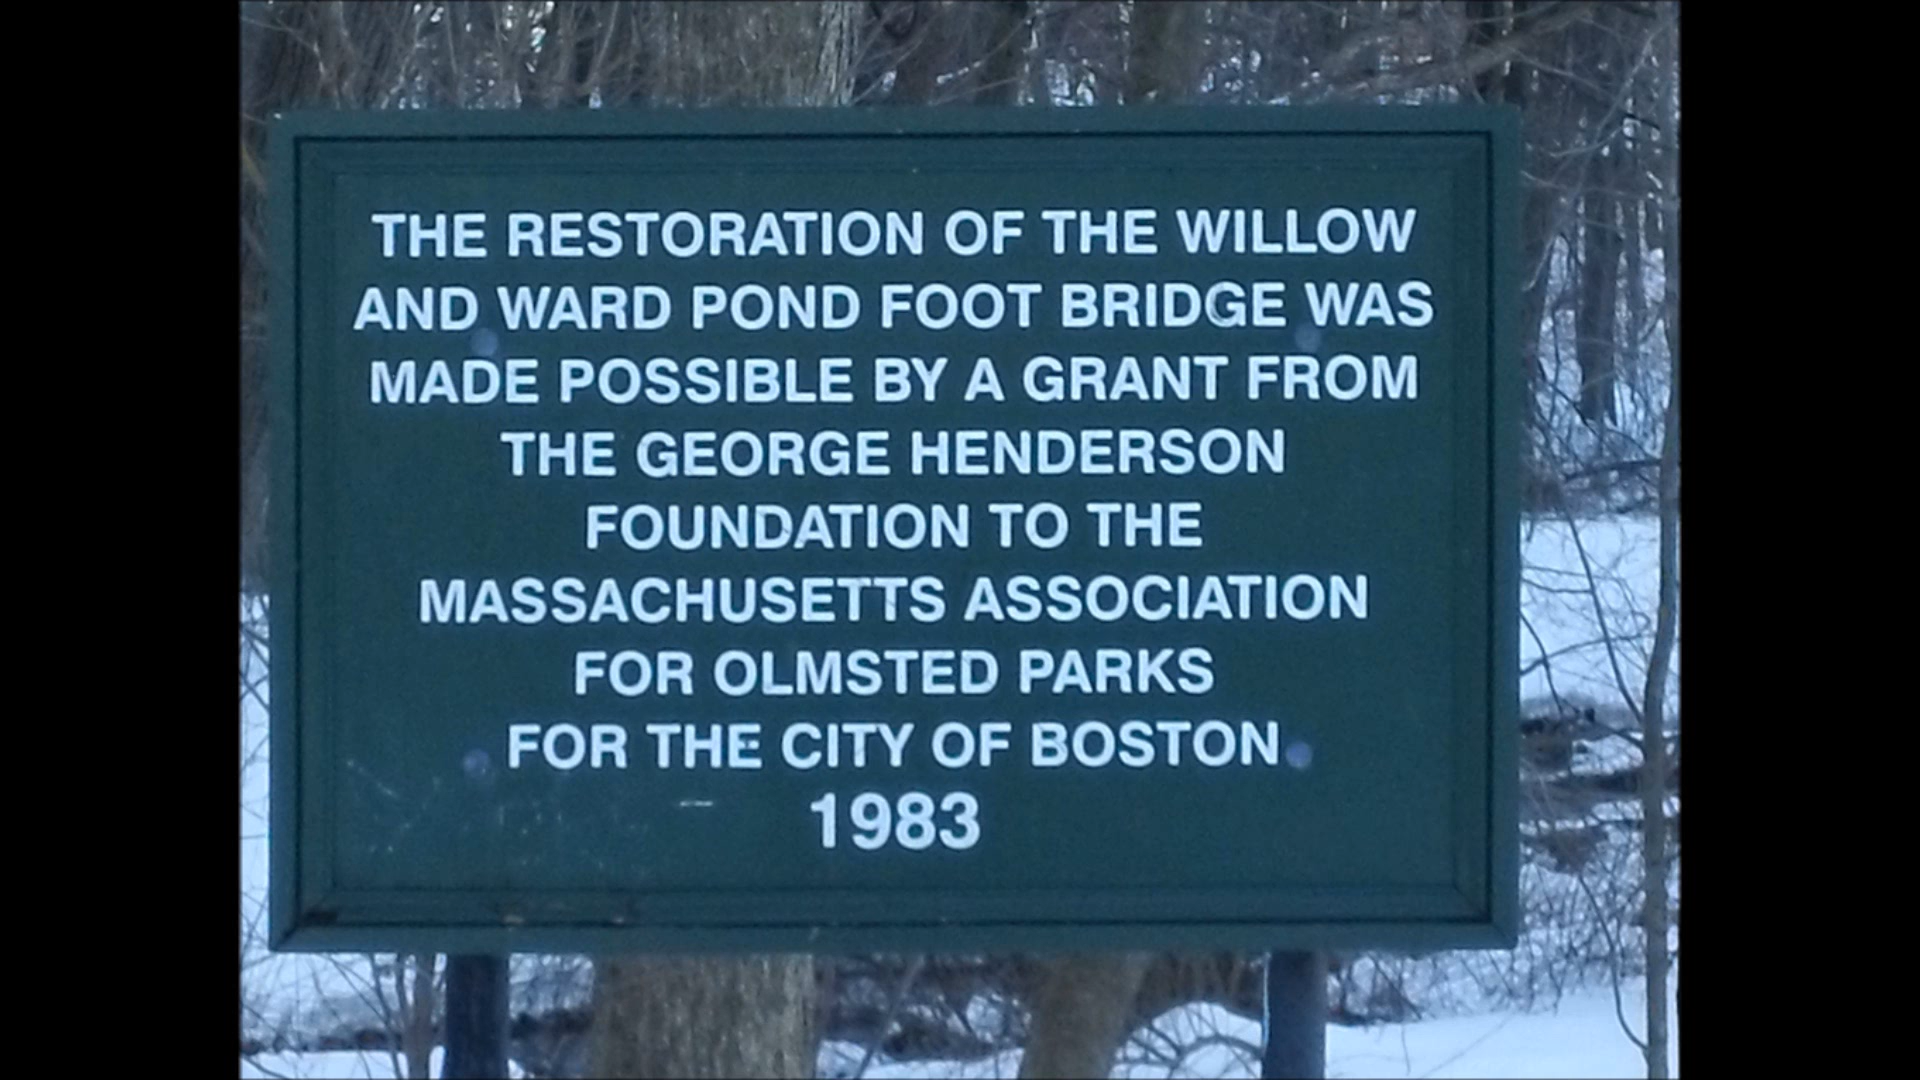 THE RESTORATION OF THE WILLOW
AND WARD POND FOOT BRIDGE WAS
MADE POSSIBLE BY A GRANT FROM
THE GEORGE HENDERSON
FOUNDATION TO THE
MASSACHUSETTS ASSOCIATION
FOR OLMSTED PARKS
FOR THE CITY OF BOSTON
1983